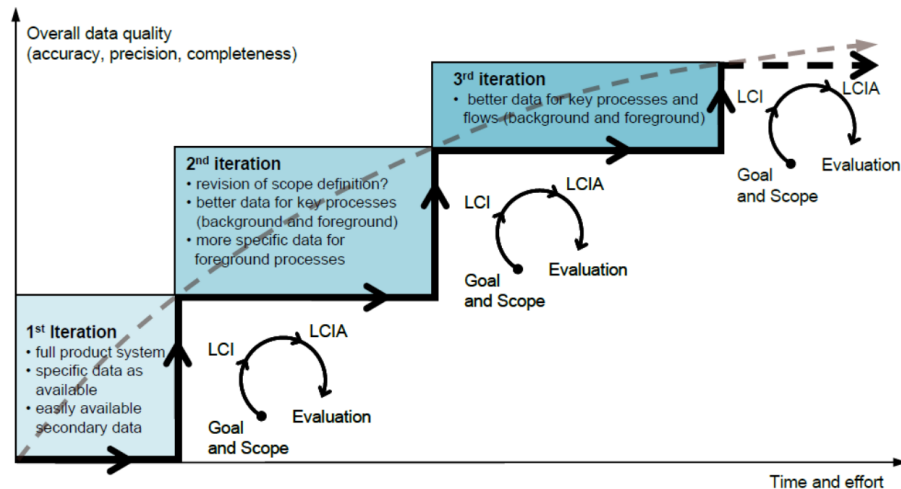 Overall data quality
(accuracy, precision, completeness)
3rd iteration
• better data for key processes and
flows (background and foreground)
LCI
LCIA
Goal
and Scope
Evaluation
2nd iteration
• revision of scope definition?
• better data for key processes
(background and foreground)
• more specific data for
foreground processes
LCI
LCIA
Goal
and Scope
Evaluation
1st Iteration
• full product system
• specific data as
available
• easily available
secondary data
LCI
LCIA
Goal
and Scope
Evaluation
Time and effort